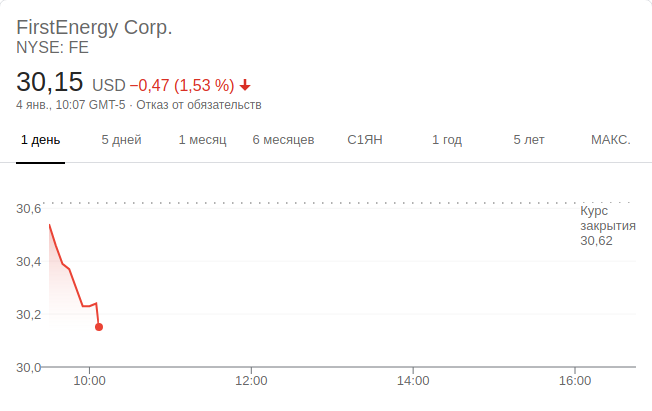 FirstEnergy Corp.
NYSE: FE
30,15 USD −0,47 (1,53 %)
4 янв., 10:07 GMT-5 · Отказ от обязательств
1 день 5 дней 1 месяц 6 месяцев С1ЯН 1 год 5 лет МАКС.
30,6
Курс
закрытия
30,62
30,4
30,2
30,0
10:00 12:00 14:00 16:00